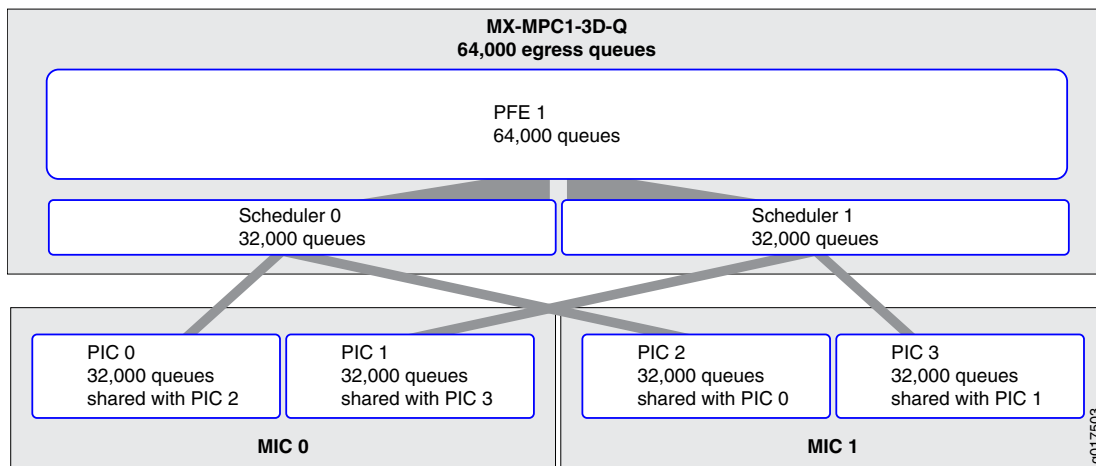 MX-MPC1-3D-Q
64,000 egress queues
PFE 1
64,000 queues
Scheduler 0
32,000 queues
Scheduler 1
32,000 queues
PIC 0
32,000 queues
shared with PIC 2
PIC 1
32,000 queues
shared with PIC 3
PIC 2
32,000 queues
shared with PIC 0
PIC 3
32,000 queues
shared with PIC 1
MIC 0
MIC 1
g017503